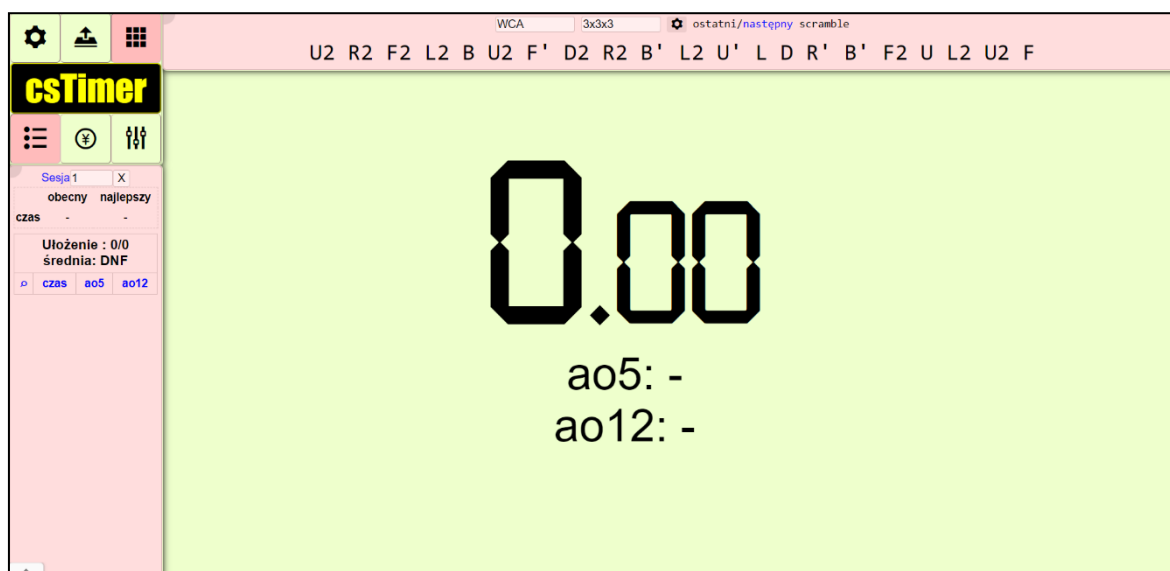 WCA 3x3x3 ostatni/następny scramble
U2 R2 F2 L2 B U2 F' D2 R2 B' L2 U' L D R' B' F2 U L2 U2 F
csTimer
Sesja 1 X
obecny najlepszy
czas - -
Ułożenie : 0/0
średnia: DNF
czas ao5 ao12
0.00
ao5: -
ao12: -